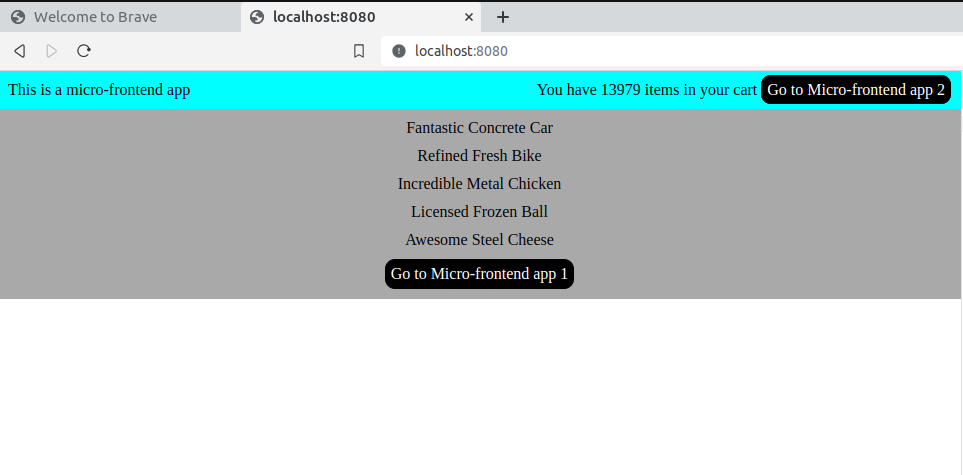 Welcome to Brave
localhost:8080
localhost:8080
This is a micro-frontend app
You have 13979 items in your cart
Go to Micro-frontend app 2
Fantastic Concrete Car
Refined Fresh Bike
Incredible Metal Chicken
Licensed Frozen Ball
Awesome Steel Cheese
Go to Micro-frontend app 1